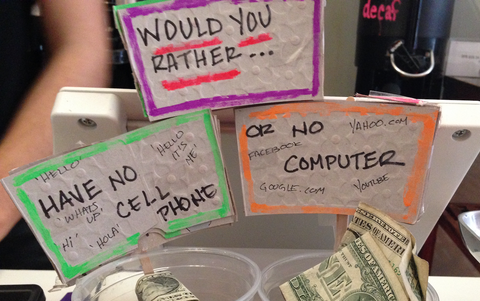 decaf
WOULD YOU
RATHER...
'HELLO'
'HELLO
IT'S
ME'
HAVE NO
'WHATS
UP'
CELL
PHONE
'Hi'
'HOLA'
OR NO
YAHOO.COM
FACEBOOK
COMPUTER
GOOGLE.COM
YOUTUBE